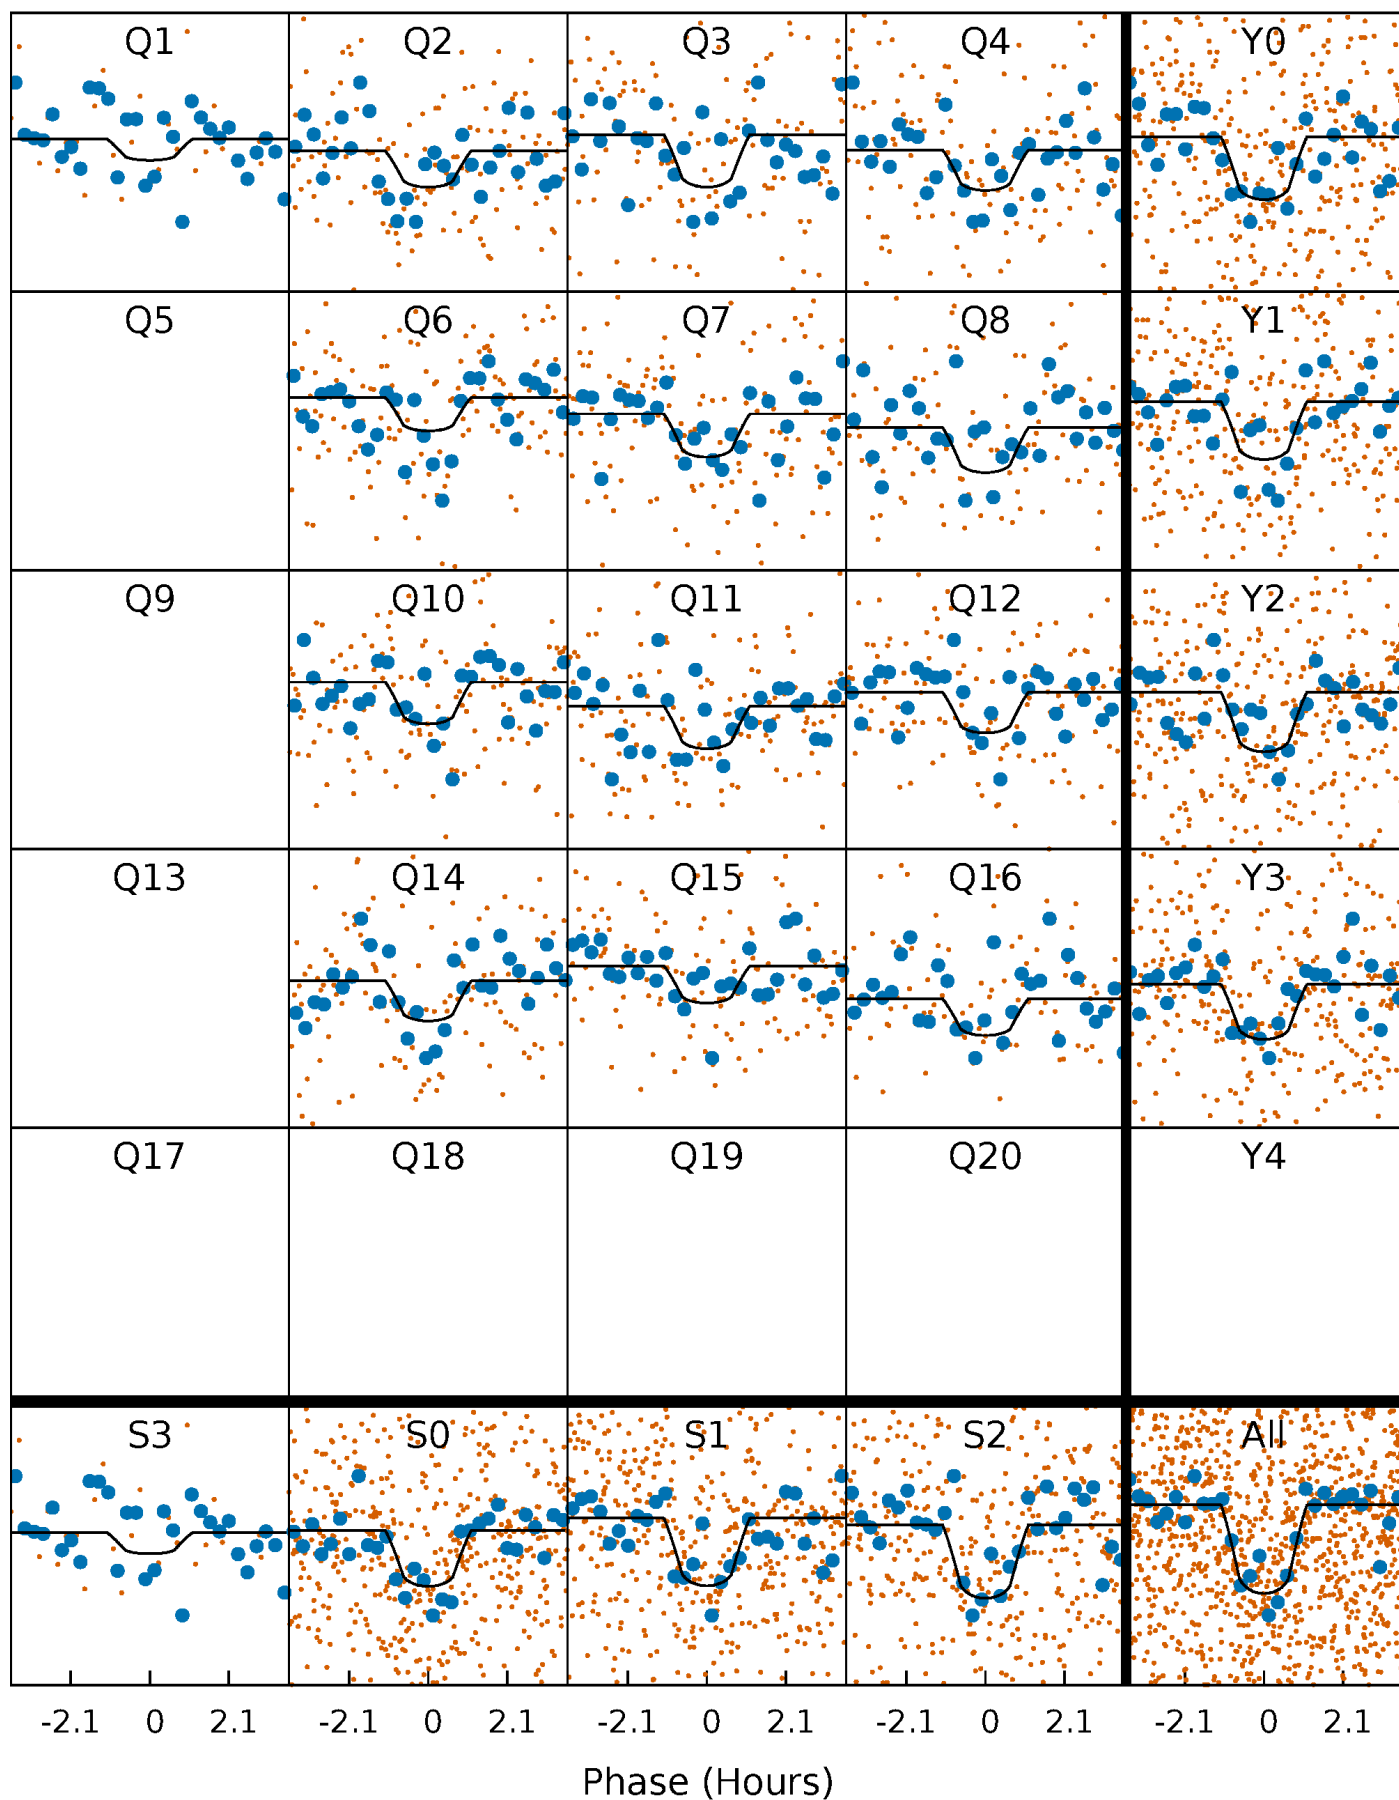 Q1 Q2 Q3 Q4 Y0
Q5 Q6 Q7 Q8 Y1
Q9 Q10 Q11 Q12 Y2
Q13 Q14 Q15 Q16 Y3
Q17 Q18 Q19 Q20 Y4
S3 S0 S1 S2 All
-2.1 0 2.1 -2.1 0 2.1 -2.1 0 2.1 -2.1 0 2.1 -2.1 0 2.1
Phase (Hours)